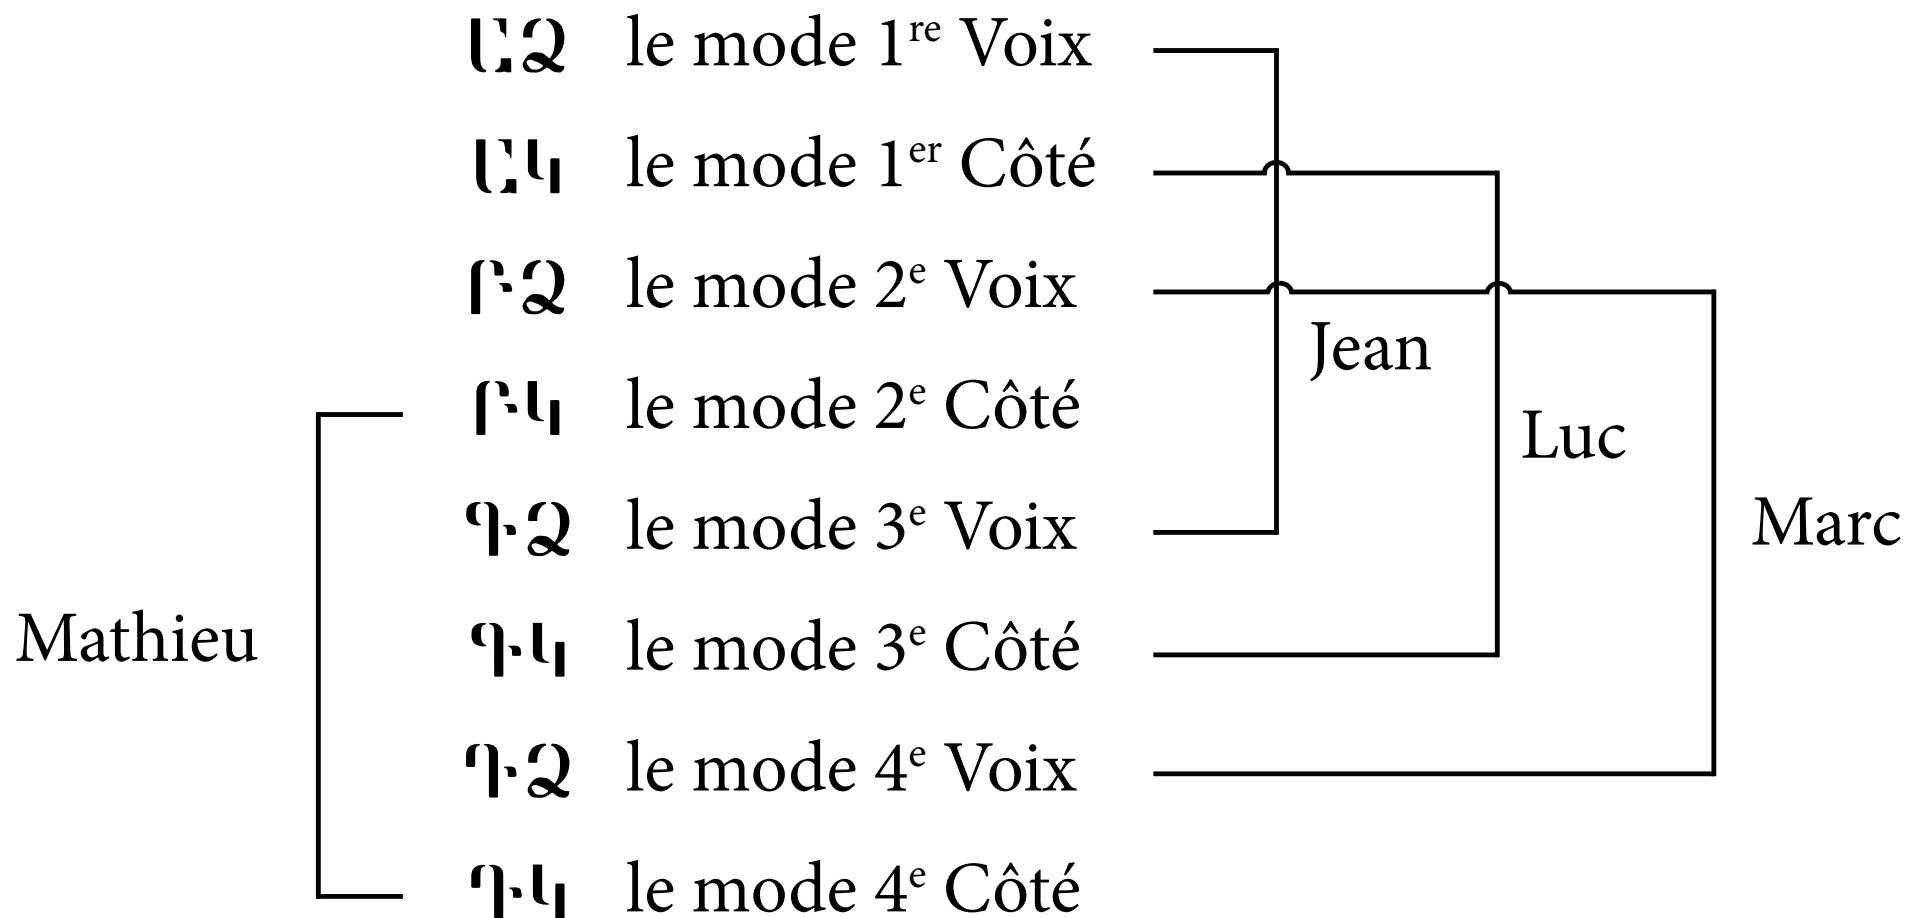 ԱՁ le mode 1re Voix
ԱԿ le mode 1er Côté
ԲՁ le mode 2e Voix
Jean
ԲԿ le mode 2e Côté
Luc
ԳՁ le mode 3e Voix
Marc
Mathieu
ԳԿ le mode 3e Côté
ԴՁ le mode 4e Voix
ԴԿ le mode 4e Côté